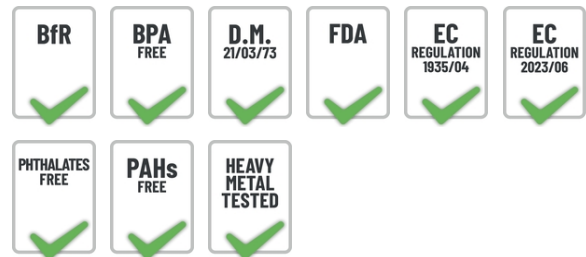 BfR
BPA
FREE
D.M.
21/03/73
FDA
EC
REGULATION
1935/04
EC
REGULATION
2023/06
PHTHALATES
FREE
PAHs
FREE
HEAVY
METAL
TESTED